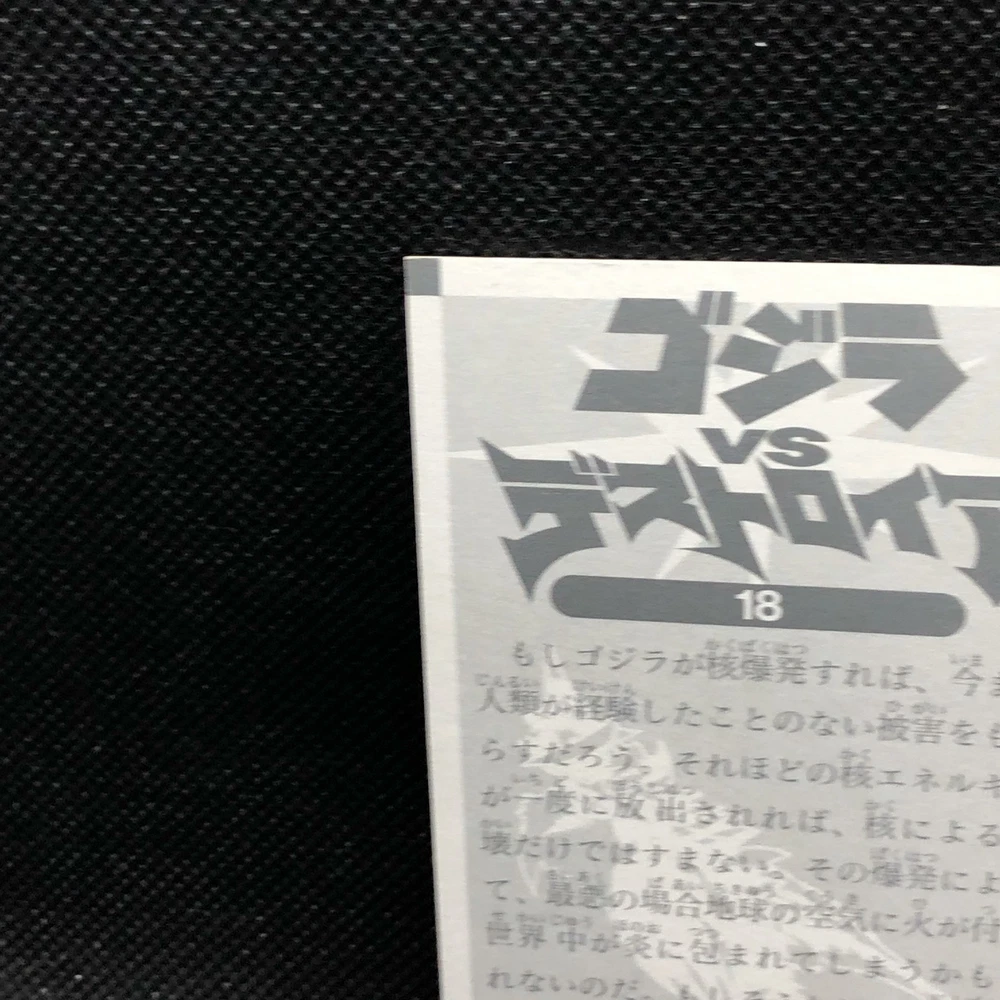 ゴジラ
VS
デストロイア
18
もしゴジラが核爆発すれば、今ま
人類が経験したことのない被害をも
らすだろう。それほどの核エネルギ
が一度に放出されれば、核による
壊だけではすまない。その爆発によ
て、最悪の場合地球の空気に火が付
世界中が炎に包まれてしまうかも
れないのだ。もしそう